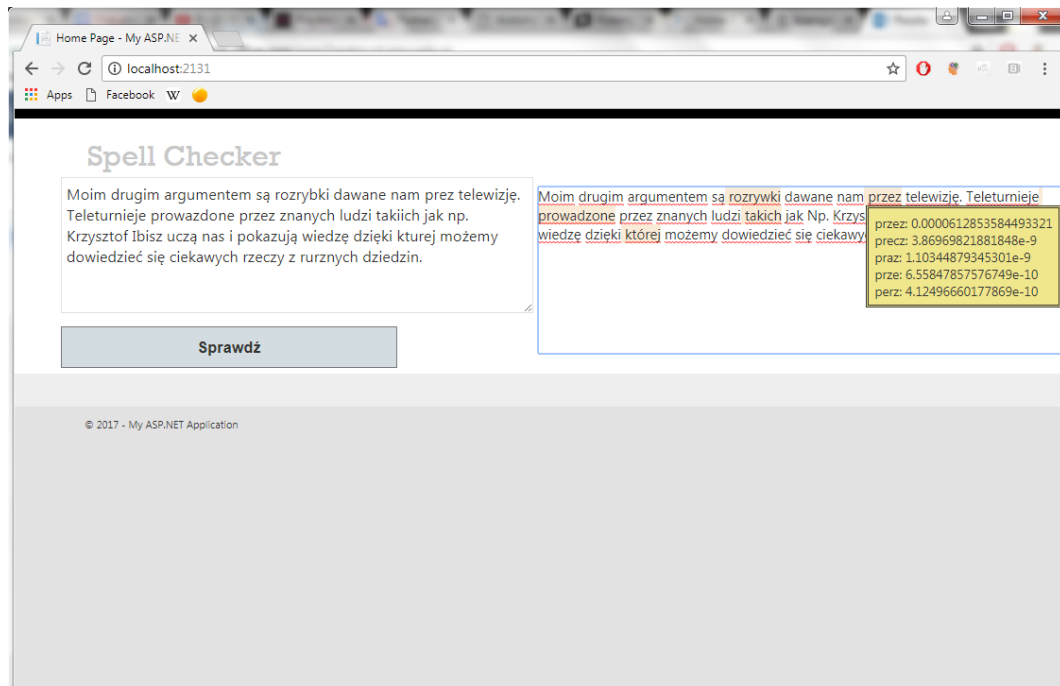 Home Page - My ASP.NE
localhost:2131
Apps Facebook W
Spell Checker
Moim drugim argumentem są rozrybki dawane nam prez telewizję.
Teleturnieje prowazdone przez znanych ludzi takiich jak np.
Krzysztof Ibisz uczą nas i pokazują wiedzę dzięki kturej możemy
dowiedzieć się ciekawych rzeczy z rurznych dziedzin.
Moim drugim argumentem są rozrywki dawane nam przez telewizję. Teleturnieje
prowadzone przez znanych ludzi takich jak Np. Krzys
wiedzę dzięki której możemy dowiedzieć się ciekawy
przez: 0.0000612853584493321
precz: 3.86969821881848e-9
praz: 1.10344879345301e-9
prze: 6.55847857576749e-10
perz: 4.12496660177869e-10
Sprawdź
© 2017 - My ASP.NET Application